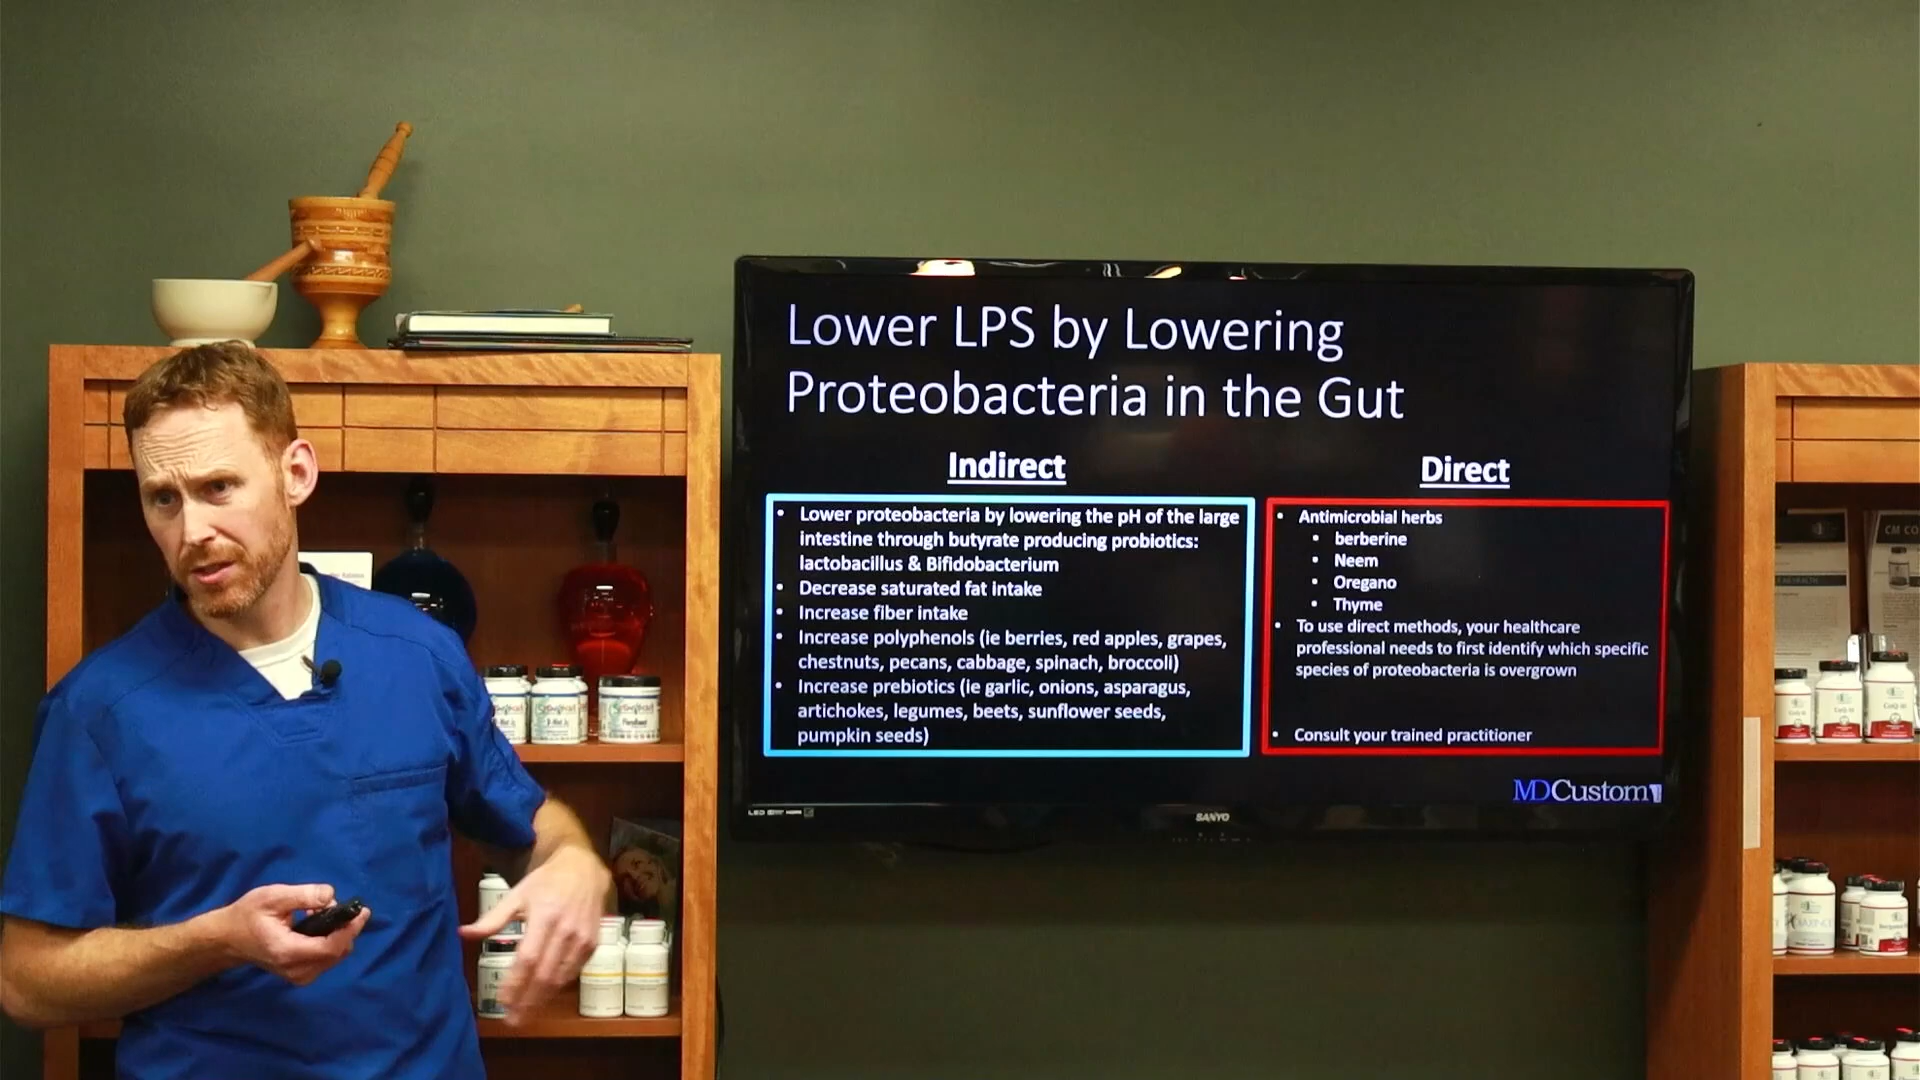 Lower LPS by Lowering
Proteobacteria in the Gut
Indirect
• Lower proteobacteria by lowering the pH of the large
intestine through butyrate producing probiotics:
lactobacillus & Bifidobacterium
• Decrease saturated fat intake
• Increase fiber intake
• Increase polyphenols (ie berries, red apples, grapes,
chestnuts, pecans, cabbage, spinach, broccoli)
• Increase prebiotics (ie garlic, onions, asparagus,
artichokes, legumes, beets, sunflower seeds,
pumpkin seeds)
Direct
• Antimicrobial herbs
• berberine
• Neem
• Oregano
• Thyme
• To use direct methods, your healthcare
professional needs to first identify which specific
species of proteobacteria is overgrown
• Consult your trained practitioner
MDCustom
LED
SANYO
CM CO